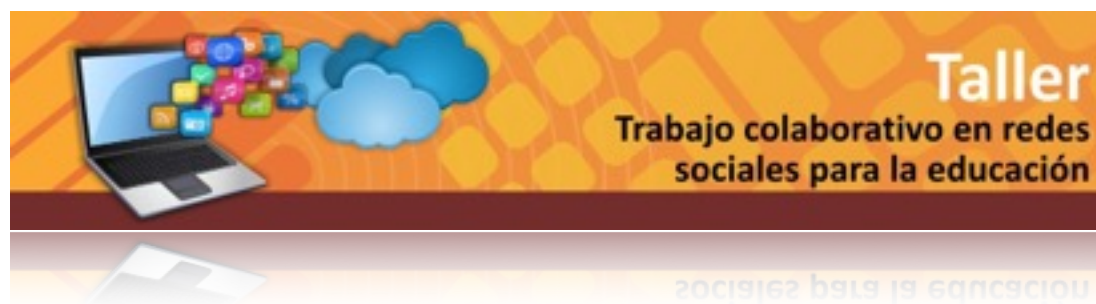 Taller
Trabajo colaborativo en redes
sociales para la educación